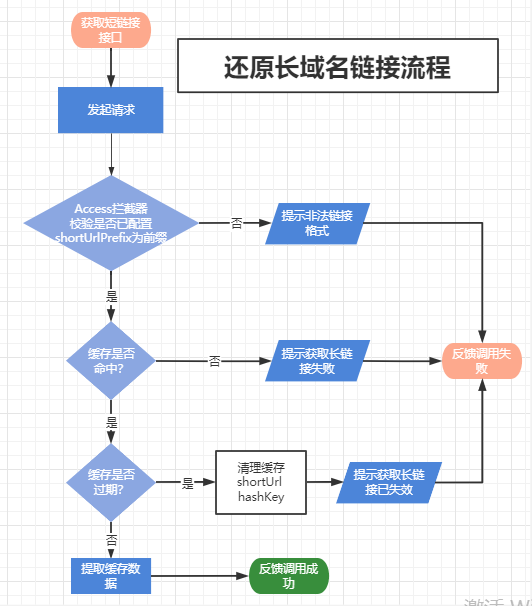 获取短链接
接口
还原长域名链接流程
发起请求
Access拦截器
校验是否已配置
shortUrlPrefix为前缀
否
提示非法链接
格式
是
缓存是否
命中?
否
提示获取长链
接失败
反馈调用失
败
是
缓存是否
过期?
是
清理缓存
shortUrl
hashKey
提示获取长链
接已失效
否
提取缓存数
据
反馈调用成
功